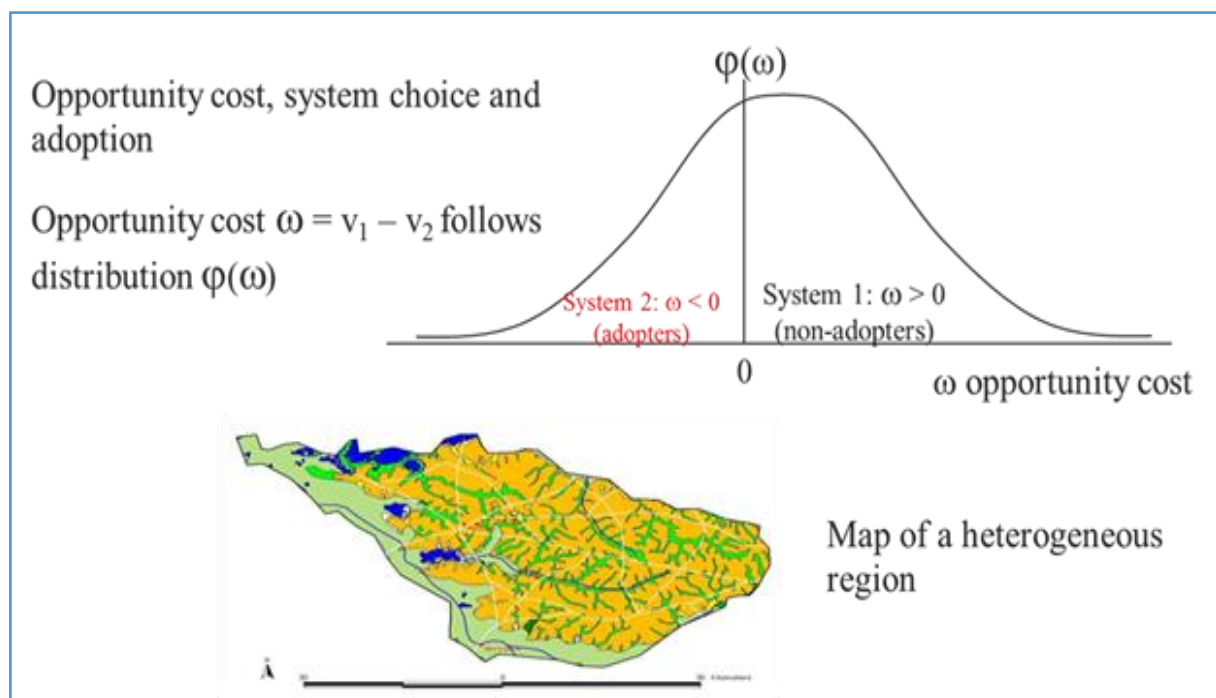 Opportunity cost, system choice and
adoption
Opportunity cost ω = v₁ – v₂ follows
distribution φ(ω)
φ(ω)
System 2: ω < 0
(adopters)
System 1: ω > 0
(non-adopters)
0
ω opportunity cost
Map of a heterogeneous
region